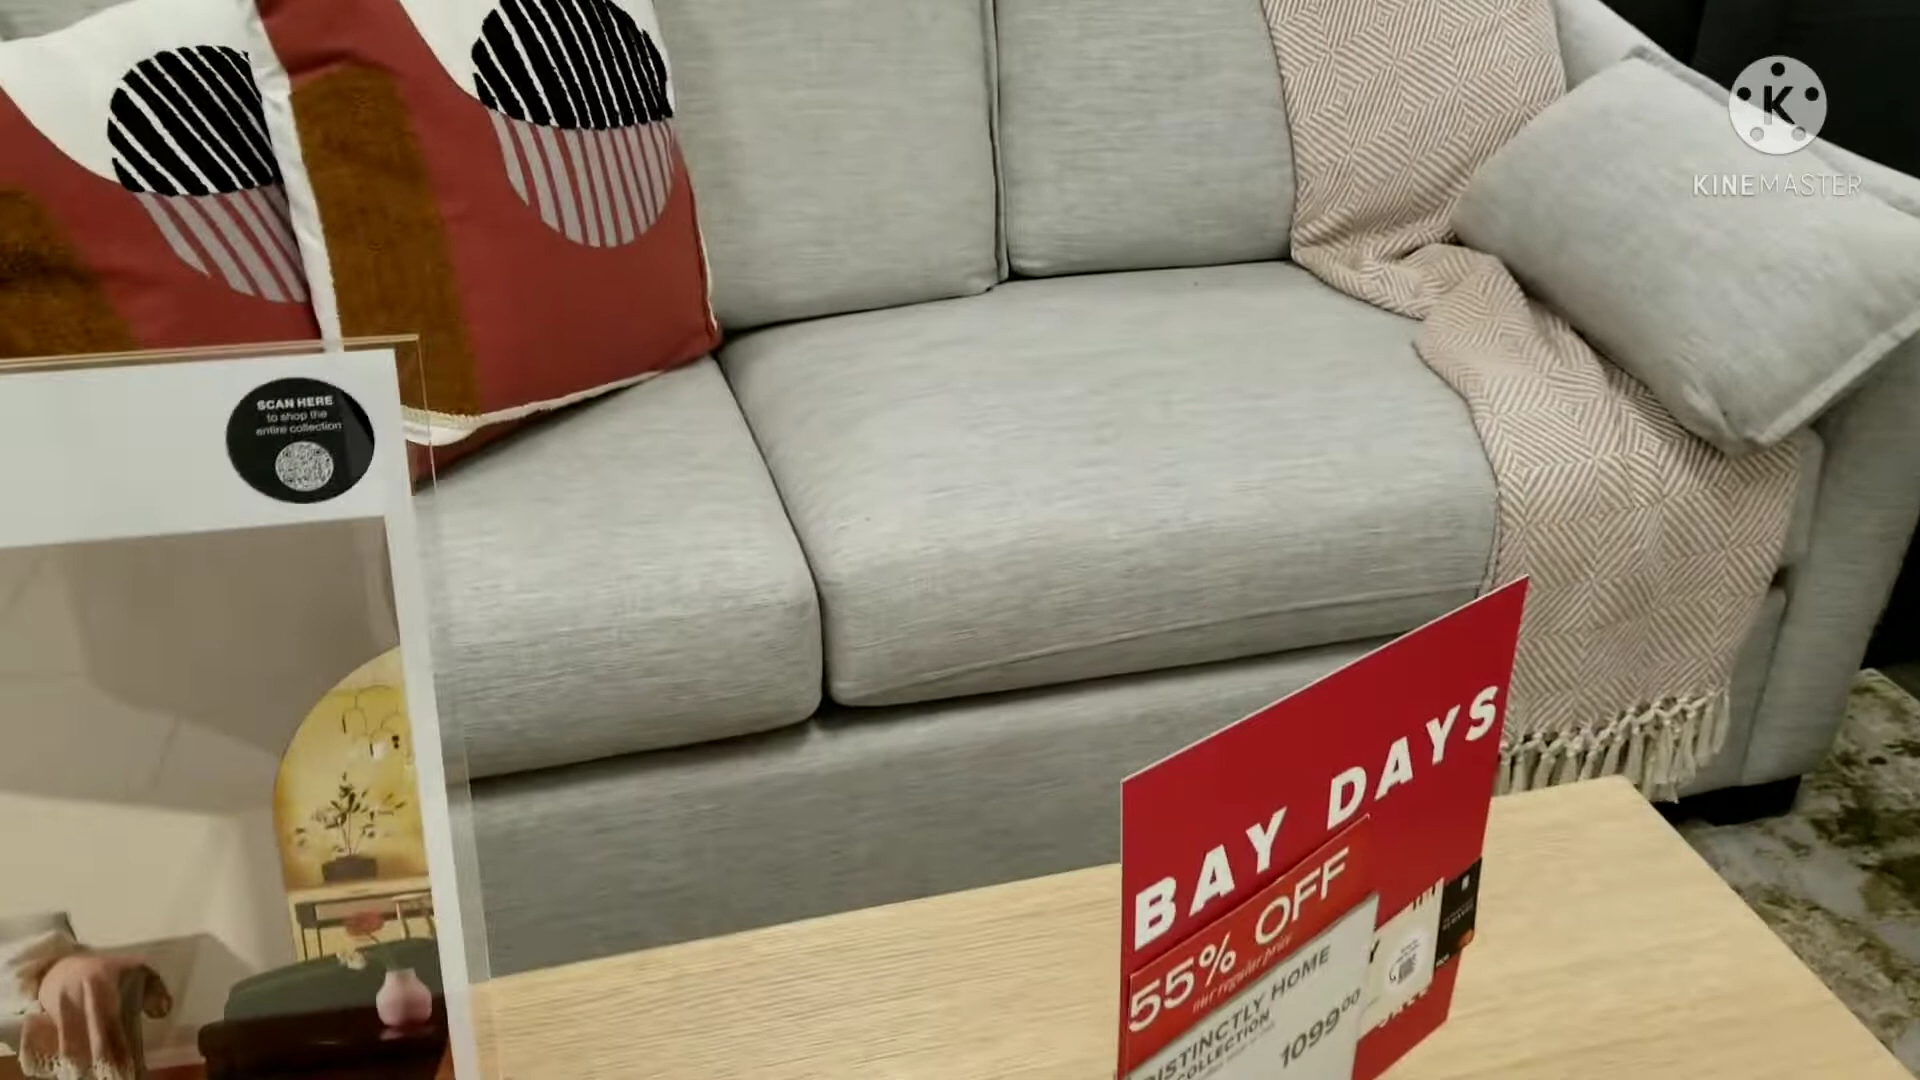 K
KINEMASTER
SCAN HERE
to shop the
entire collection
BAY DAYS
55% OFF
our regular price
DISTINCTLY HOME
COLLECTION
1099.00